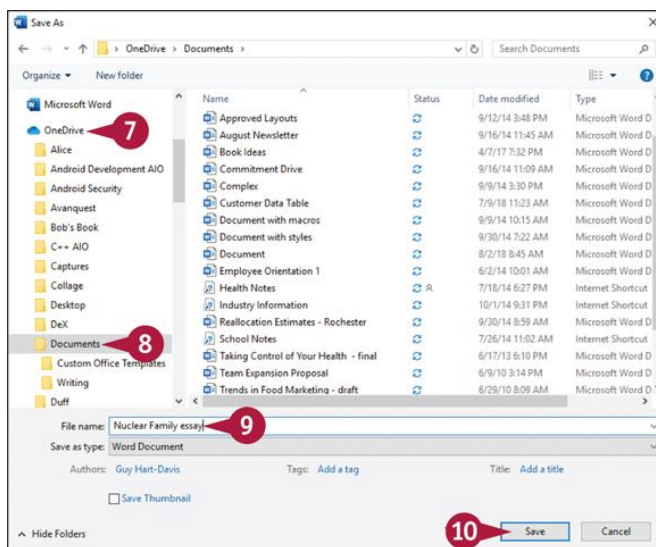 Save As
OneDrive > Documents >
Search Documents
Organize
New folder
Name
Status
Date modified
Type
Microsoft Word
OneDrive
7
Alice
Android Development AIO
Android Security
Avanquest
Bob's Book
C++ AIO
Captures
Collage
Desktop
DeX
Documents
8
Custom Office Templates
Writing
Duff
Approved Layouts 9/12/14 3:48 PM Microsoft Word D
August Newsletter 9/16/14 11:45 AM Microsoft Word D
Book Ideas 4/7/17 7:32 PM Microsoft Word D
Commitment Drive 9/16/14 11:09 AM Microsoft Word D
Complex 9/9/14 3:30 PM Microsoft Word D
Customer Data Table 7/9/18 11:23 AM Microsoft Word D
Document with macros 9/9/14 10:15 AM Microsoft Word D
Document with styles 9/30/14 7:22 AM Microsoft Word D
Document 8/2/18 8:45 AM Microsoft Word D
Employee Orientation 1 6/2/14 10:01 AM Microsoft Word D
Health Notes 7/18/14 6:27 PM Internet Shortcut
Industry Information 10/1/14 9:31 PM Internet Shortcut
Reallocation Estimates - Rochester 9/30/14 8:59 AM Microsoft Word D
School Notes 7/26/14 11:02 AM Internet Shortcut
Taking Control of Your Health - final 6/17/13 6:10 PM Microsoft Word D
Team Expansion Proposal 6/9/10 3:14 PM Microsoft Word D
Trends in Food Marketing - draft 6/29/10 8:09 AM Microsoft Word D
File name: Nuclear Family essay
9
Save as type: Word Document
Authors: Guy Hart-Davis Tags: Add a tag Title: Add a title
Save Thumbnail
Hide Folders
10
Save
Cancel